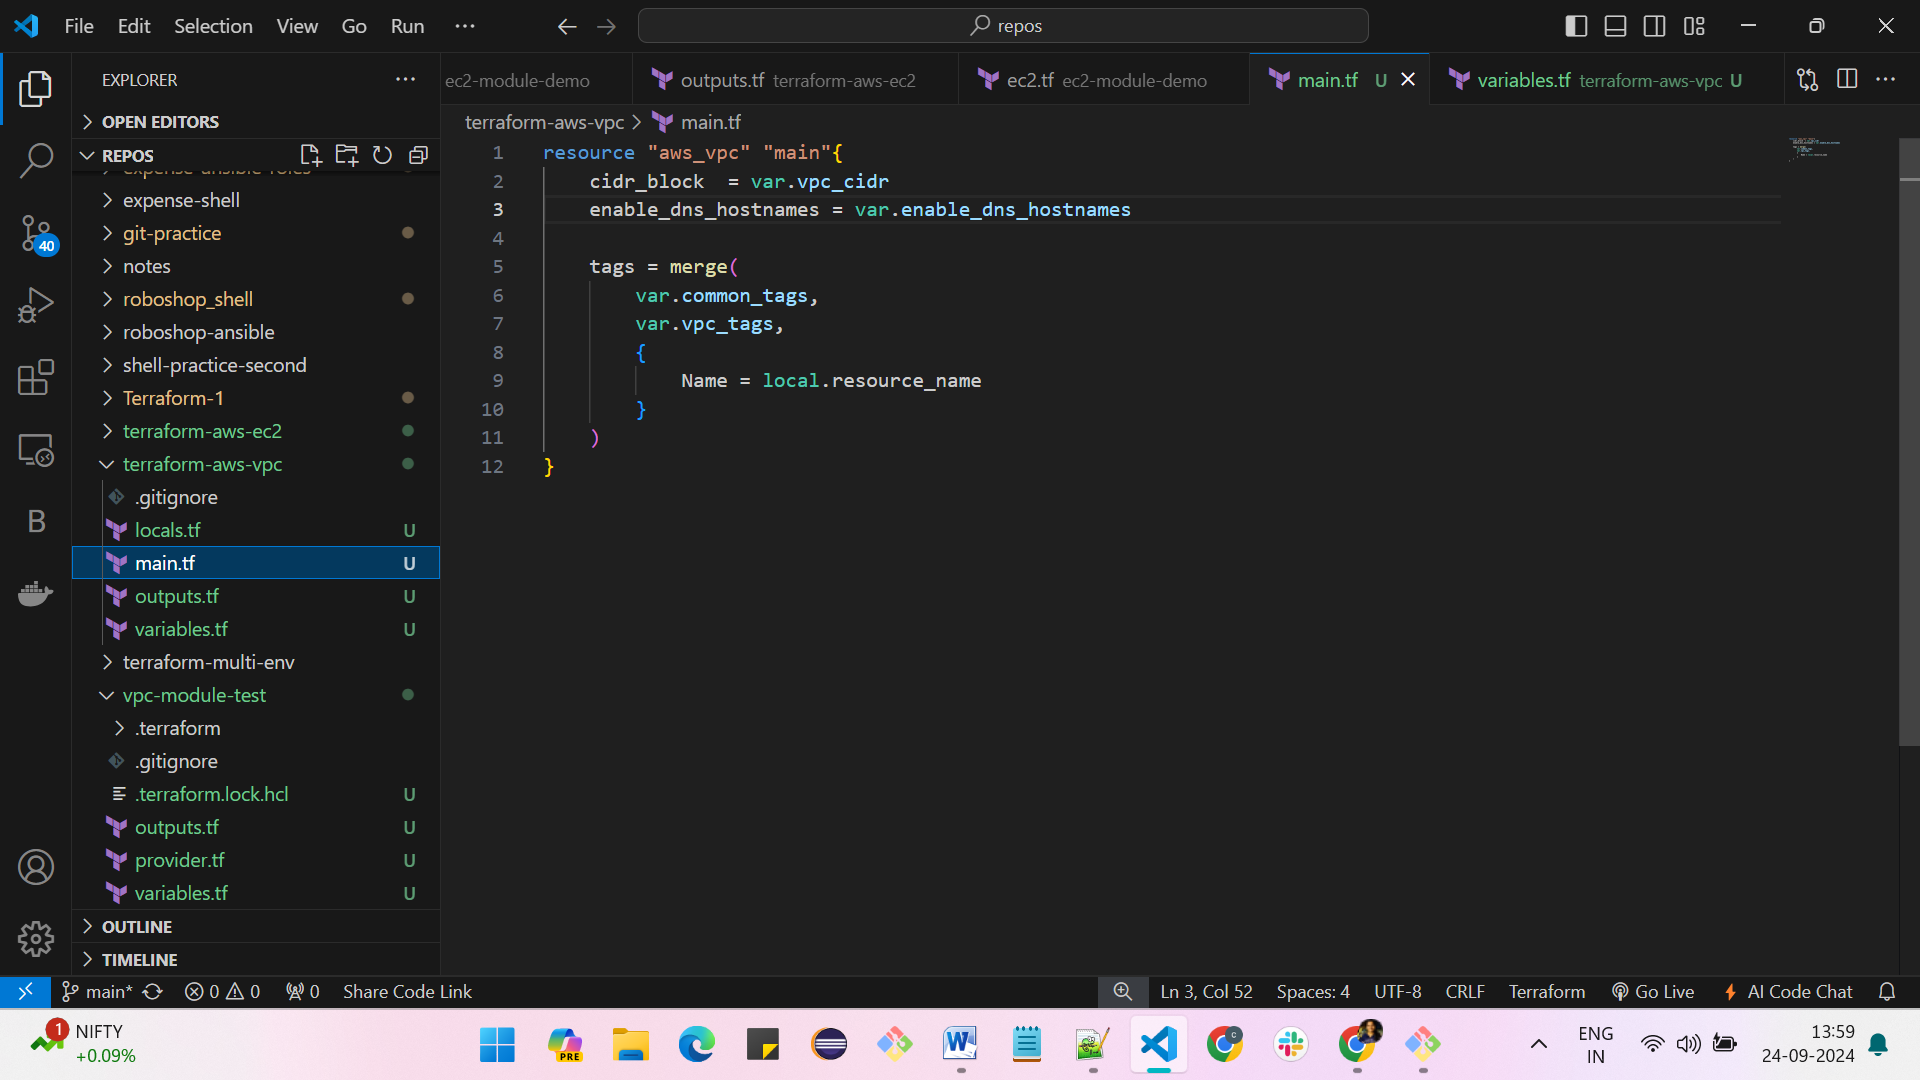 File Edit Selection View Go Run ···
repos
EXPLORER
OPEN EDITORS
REPOS
expense-ansible-roles
expense-shell
git-practice
notes
roboshop_shell
roboshop-ansible
shell-practice-second
Terraform-1
terraform-aws-ec2
terraform-aws-vpc
.gitignore
locals.tf U
main.tf U
outputs.tf U
variables.tf U
terraform-multi-env
vpc-module-test
.terraform
.gitignore
.terraform.lock.hcl U
outputs.tf U
provider.tf U
variables.tf U
OUTLINE
TIMELINE
40
B
ec2-module-demo
outputs.tf terraform-aws-ec2
ec2.tf ec2-module-demo
main.tf U
variables.tf terraform-aws-vpc U
terraform-aws-vpc > main.tf
1 resource "aws_vpc" "main"{
2 cidr_block  = var.vpc_cidr
3 enable_dns_hostnames = var.enable_dns_hostnames
4
5 tags = merge(
6 var.common_tags,
7 var.vpc_tags,
8 {
9 Name = local.resource_name
10 }
11 )
12 }
main* 0 0 0 Share Code Link
Ln 3, Col 52 Spaces: 4 UTF-8 CRLF Terraform Go Live AI Code Chat
1 NIFTY
+0.09%
PRE
W
C
ENG
IN
13:59
24-09-2024